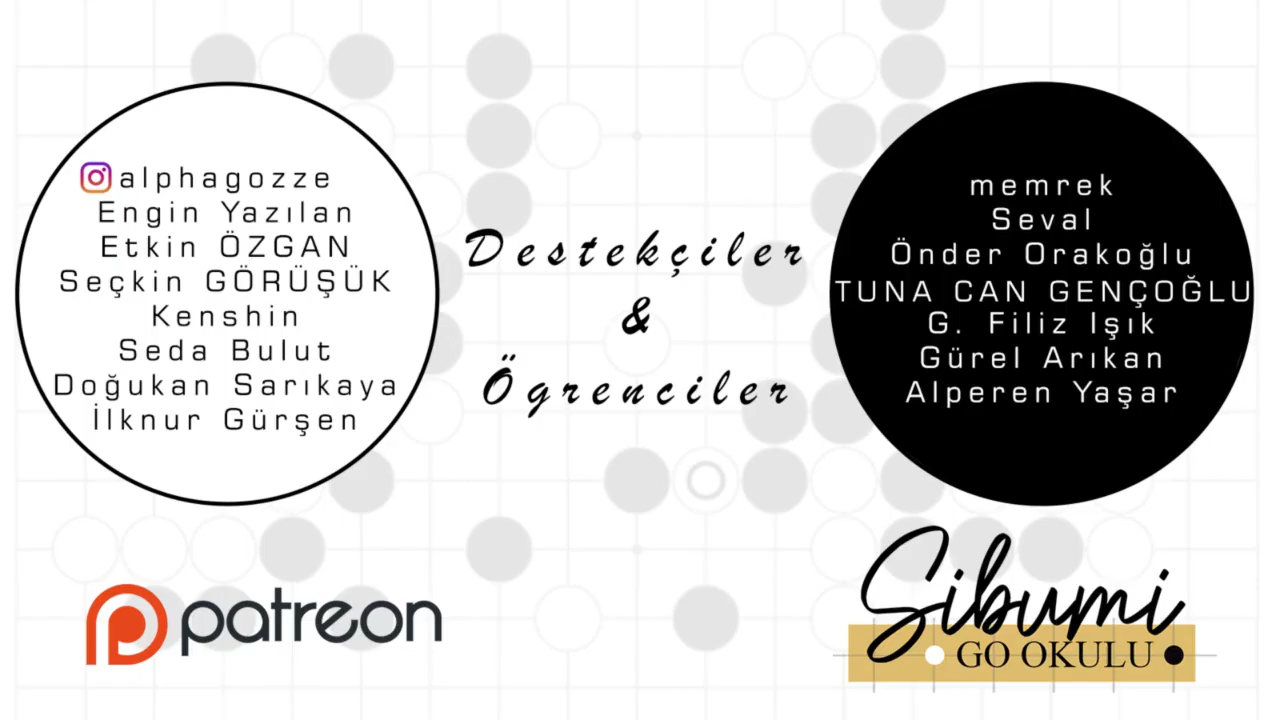 alphagozze
Engin Yazılan
Etkin ÖZGAN
Seçkin GÖRÜŞÜK
Kenshin
Seda Bulut
Doğukan Sarıkaya
İlknur Gürşen
Destekçiler
&
Ögrenciler
memrek
Seval
Önder Orakoğlu
TUNA CAN GENÇOĞLU
G. Filiz Işık
Gürel Arıkan
Alperen Yaşar
patreon
Sibumi
GO OKULU